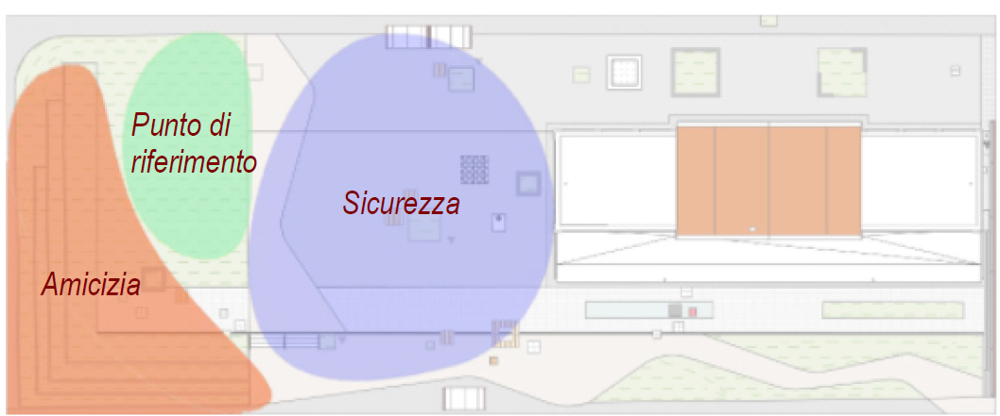 Punto di
riferimento
Sicurezza
Amicizia